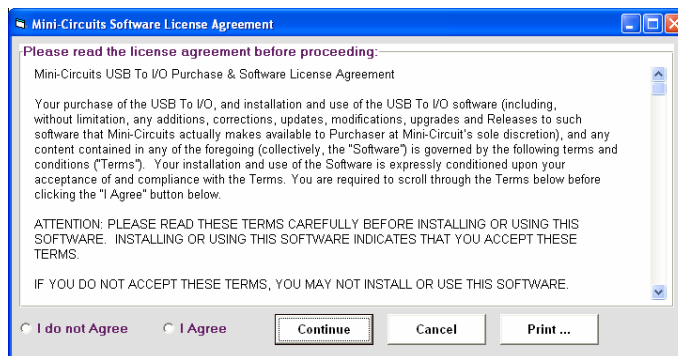 Mini-Circuits Software License Agreement
Please read the license agreement before proceeding:
Mini-Circuits USB To I/O Purchase & Software License Agreement
Your purchase of the USB To I/O, and installation and use of the USB To I/O software (including,
without limitation, any additions, corrections, updates, modifications, upgrades and Releases to such
software that Mini-Circuits actually makes available to Purchaser at Mini-Circuit's sole discretion), and any
content contained in any of the foregoing (collectively, the "Software") is governed by the following terms and
conditions ("Terms"). Your installation and use of the Software is expressly conditioned upon your
acceptance of and compliance with the Terms. You are required to scroll through the Terms below before
clicking the "I Agree" button below.
ATTENTION: PLEASE READ THESE TERMS CAREFULLY BEFORE INSTALLING OR USING THIS
SOFTWARE. INSTALLING OR USING THIS SOFTWARE INDICATES THAT YOU ACCEPT THESE
TERMS.
IF YOU DO NOT ACCEPT THESE TERMS, YOU MAY NOT INSTALL OR USE THIS SOFTWARE.
I do not Agree I Agree Continue Cancel Print ...